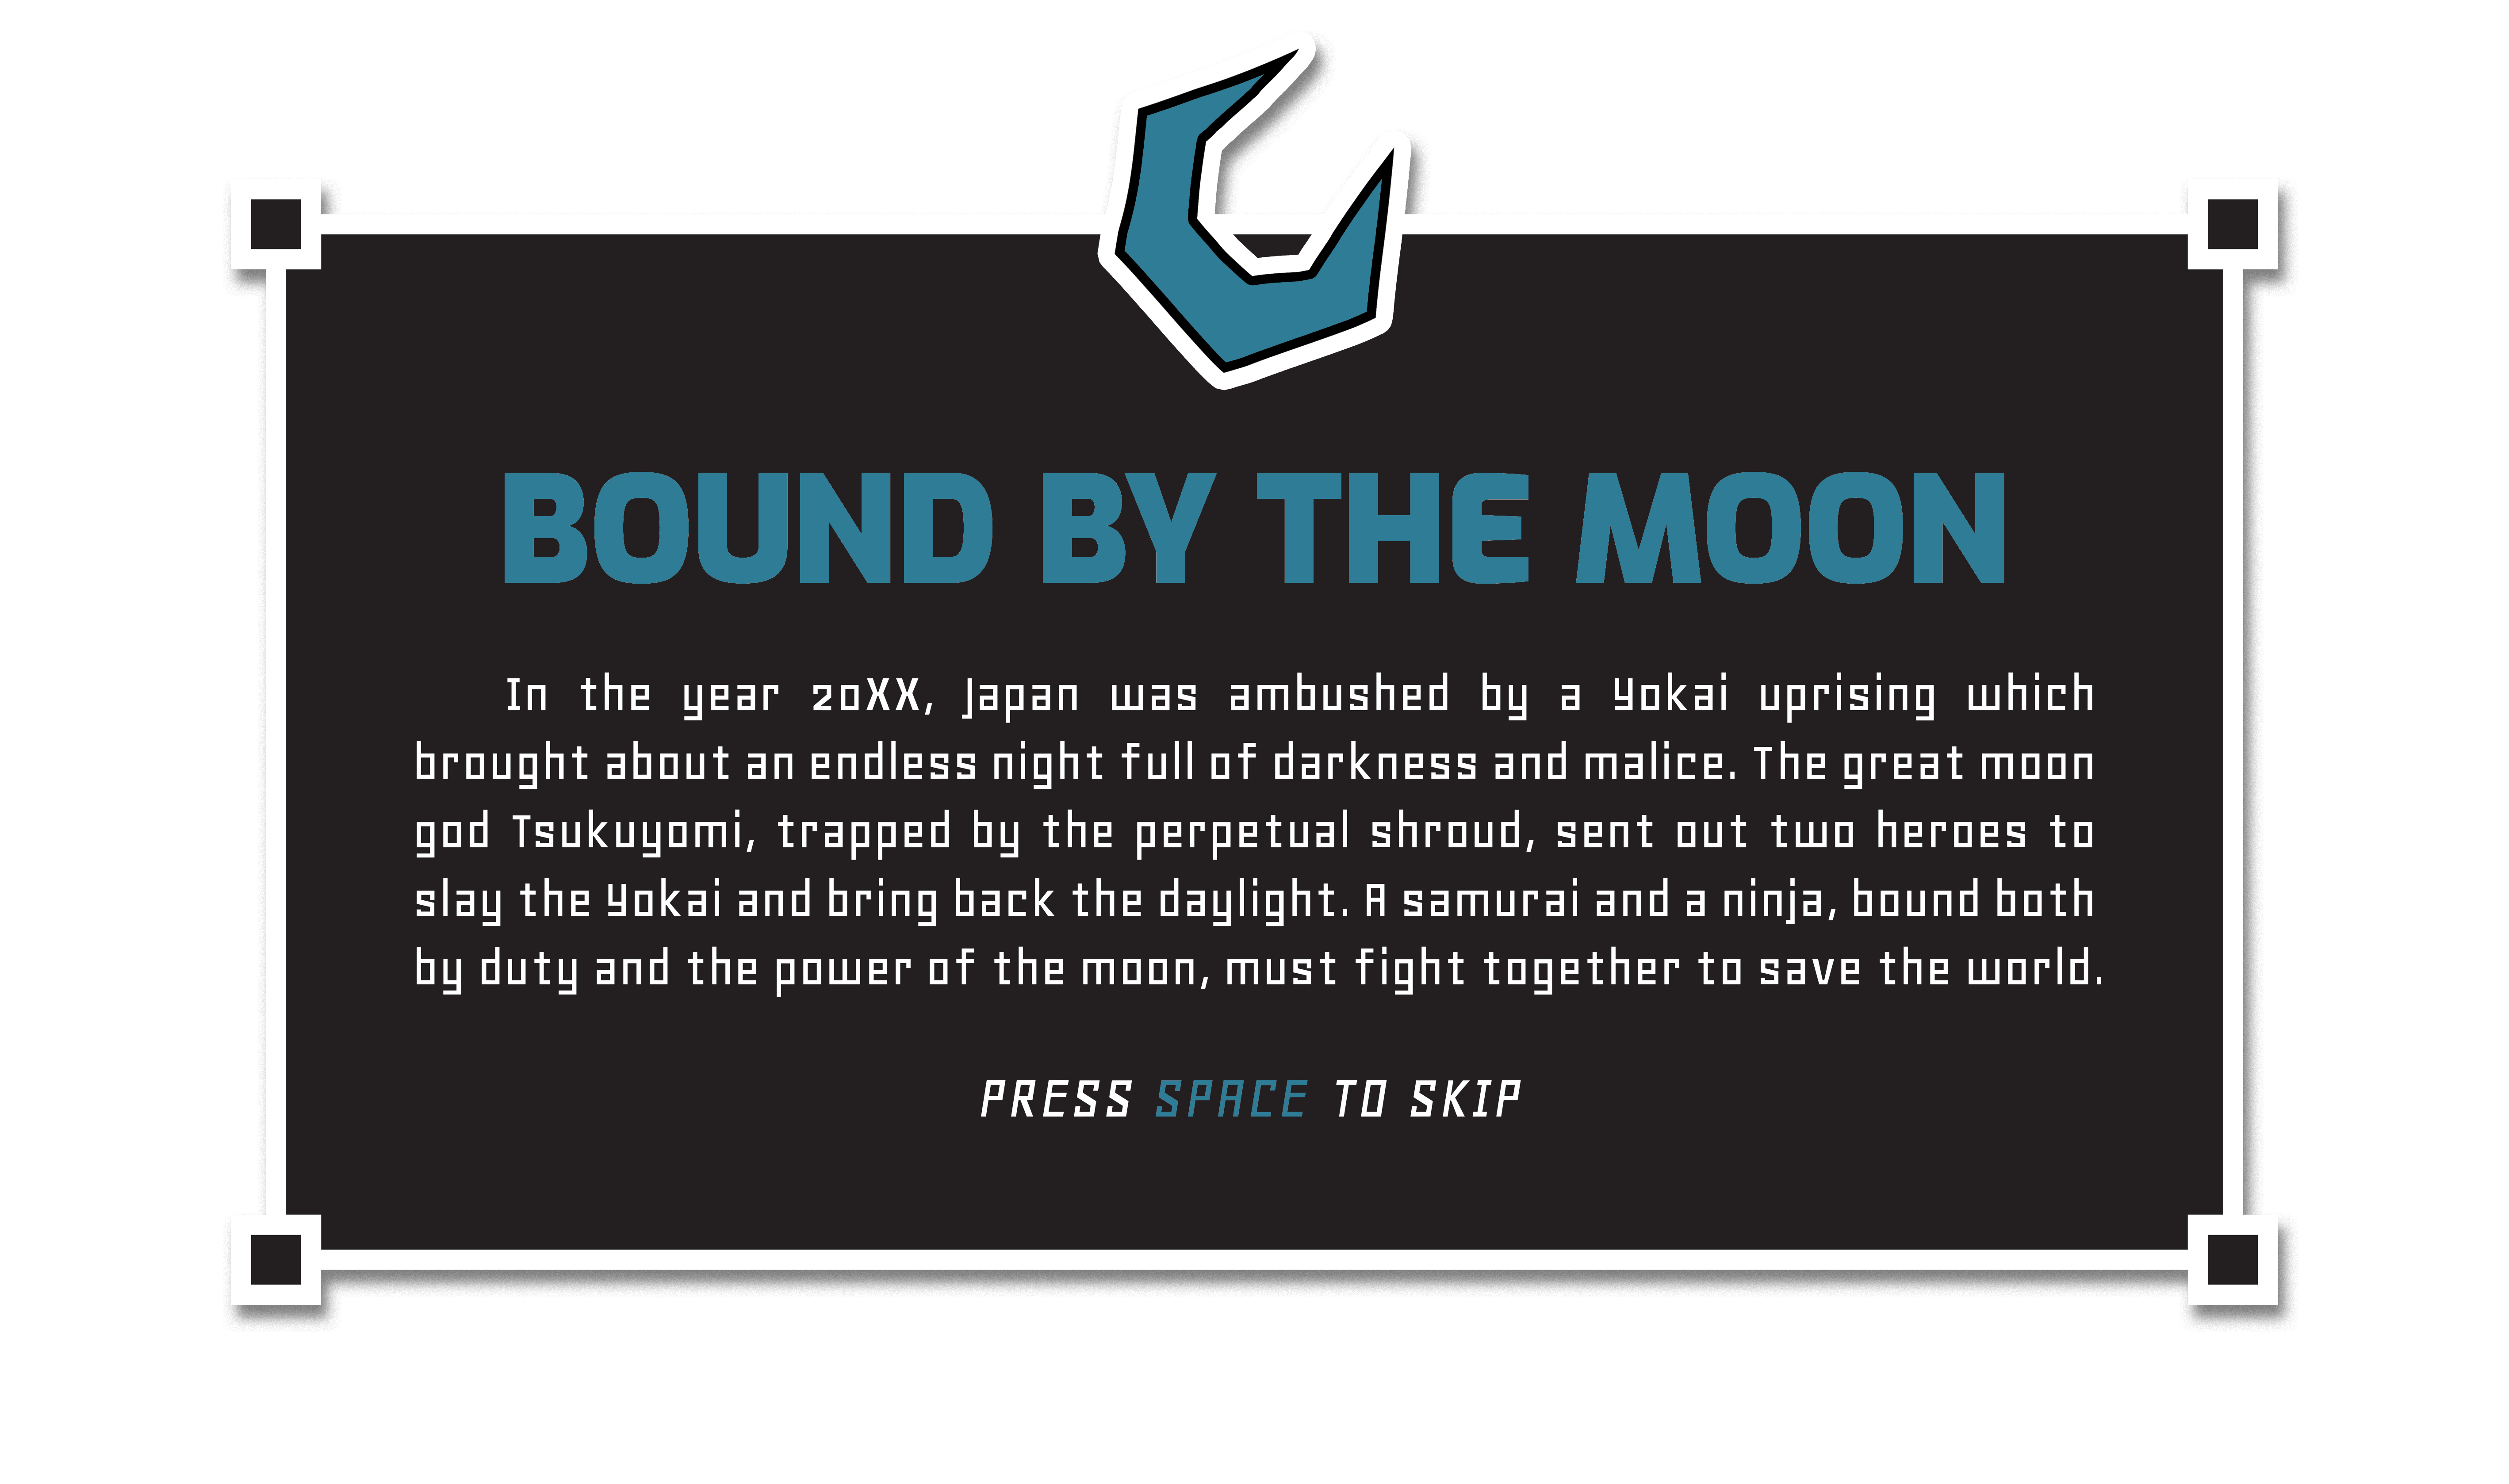 BOUND BY THE MOON
In the year 20XX, Japan was ambushed by a Yokai uprising which
brought about an endless night full of darkness and malice. The great moon
god Tsukuyomi, trapped by the perpetual shroud, sent out two heroes to
slay the Yokai and bring back the daylight. A samurai and a ninja, bound both
by duty and the power of the moon, must fight together to save the world.
PRESS SPACE TO SKIP